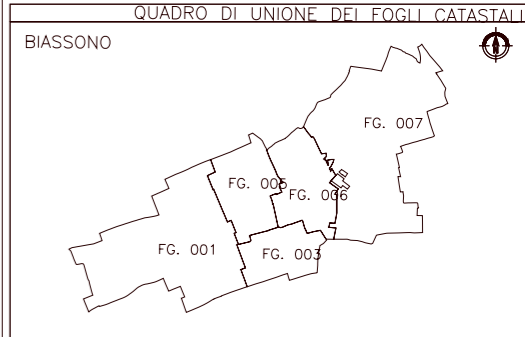 QUADRO DI UNIONE DEI FOGLI CATASTALI
BIASSONO
FG. 007
FG. 005
FG. 006
FG. 001
FG. 003